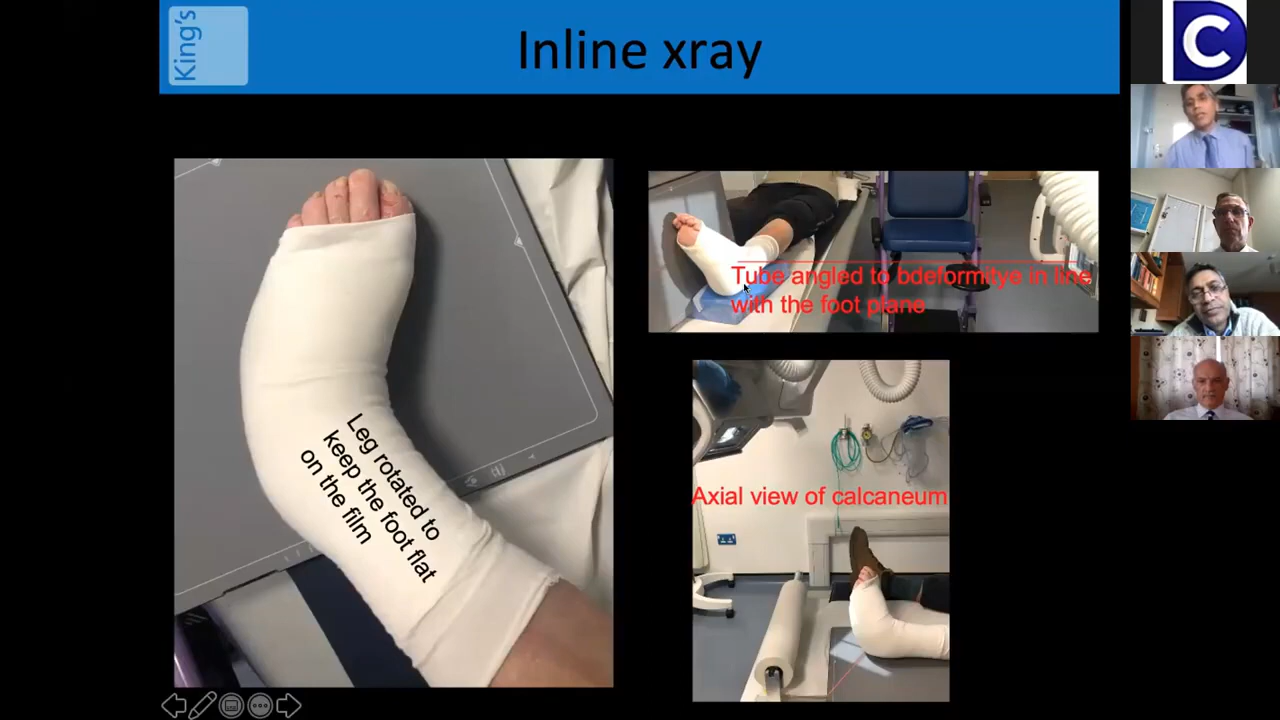 King's
Inline xray
Leg rotated to
keep the foot flat
on the film
Tube angled to bdeformitye in line
with the foot plane
Axial view of calcaneum
C